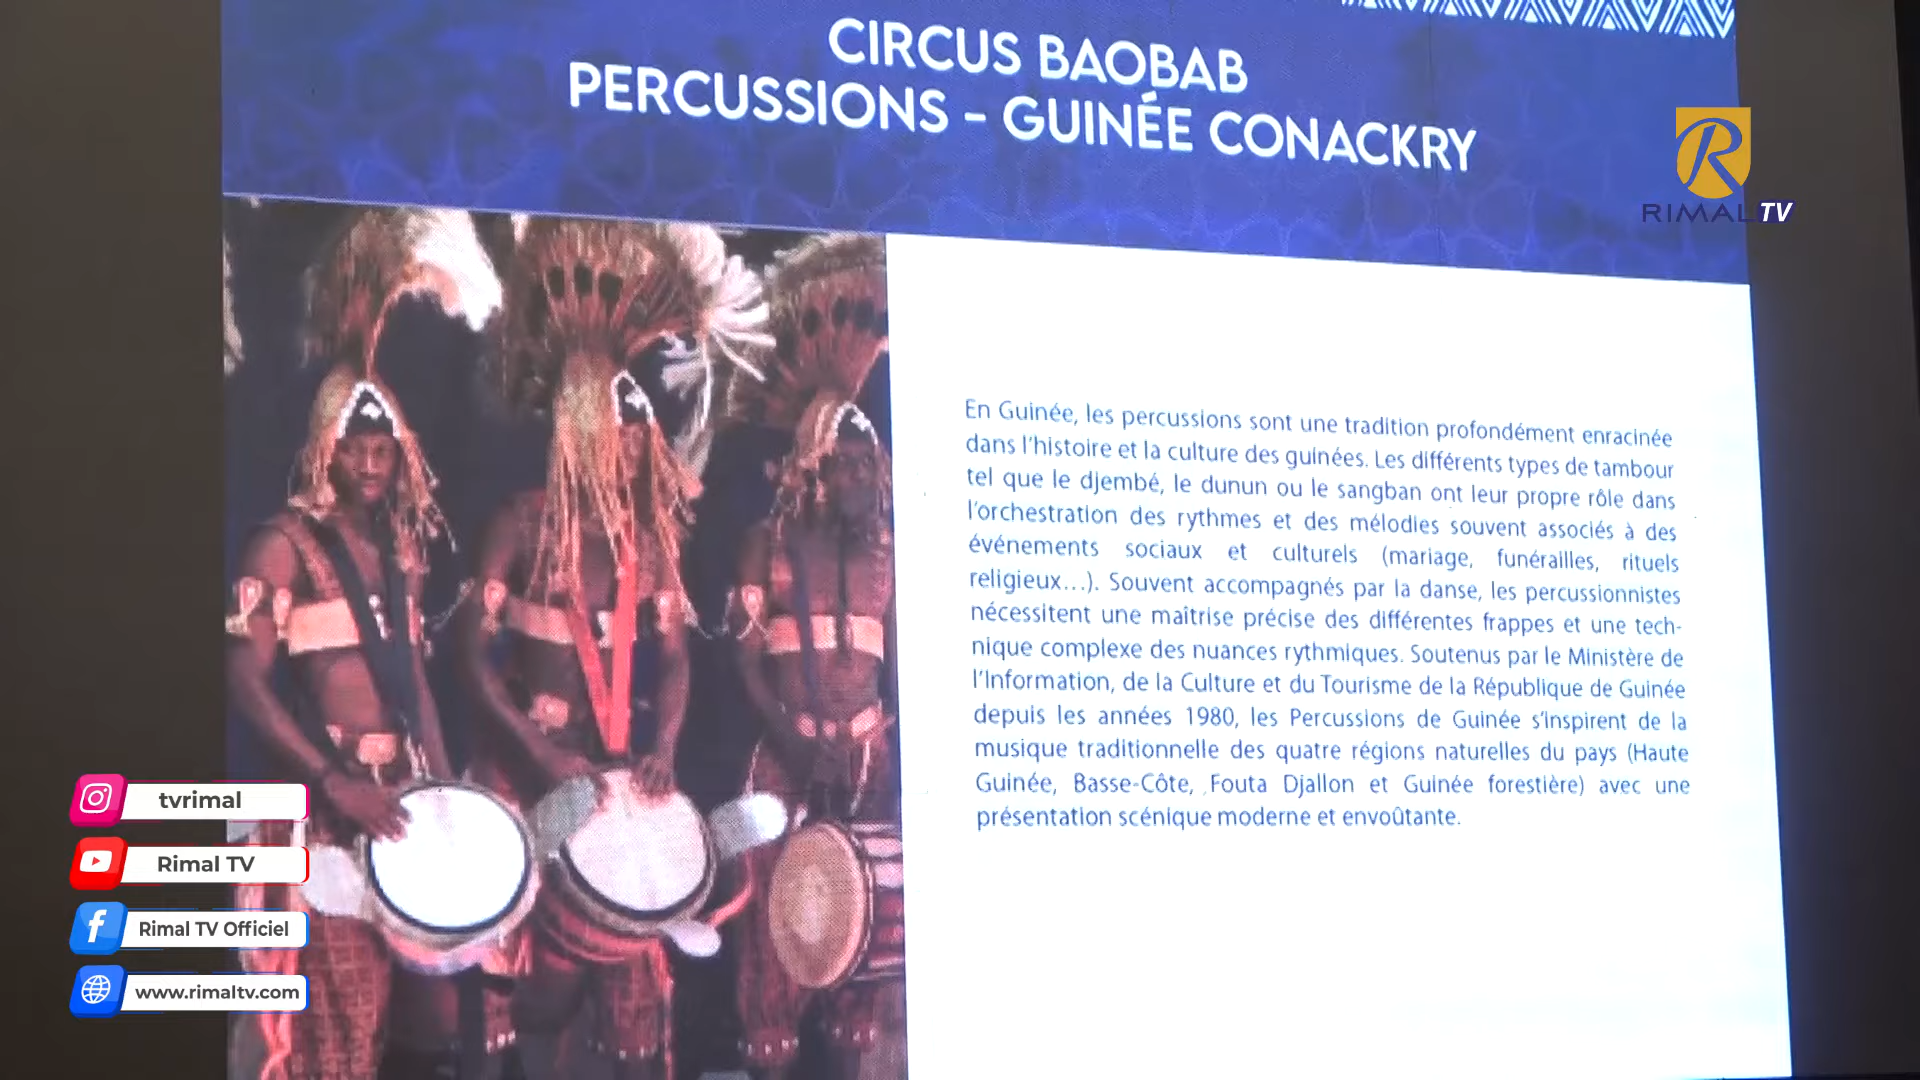 CIRCUS BAOBAB
PERCUSSIONS - GUINÉE CONACKRY
RIMAL TV
En Guinée, les percussions sont une tradition profondément enracinée
dans l'histoire et la culture des guinées. Les différents types de tambour
tel que le djembé, le dunun ou le sangban ont leur propre rôle dans
l'orchestration des rythmes et des mélodies souvent associés à des
événements sociaux et culturels (mariage, funérailles, rituels
religieux...). Souvent accompagnés par la danse, les percussionnistes
nécessitent une maîtrise précise des différentes frappes et une tech-
nique complexe des nuances rythmiques. Soutenus par le Ministère de
l'Information, de la Culture et du Tourisme de la République de Guinée
depuis les années 1980, les Percussions de Guinée s'inspirent de la
musique traditionnelle des quatre régions naturelles du pays (Haute
Guinée, Basse-Côte, Fouta Djallon et Guinée forestière) avec une
présentation scénique moderne et envoûtante.
tvrimal
Rimal TV
Rimal TV Officiel
www.rimaltv.com